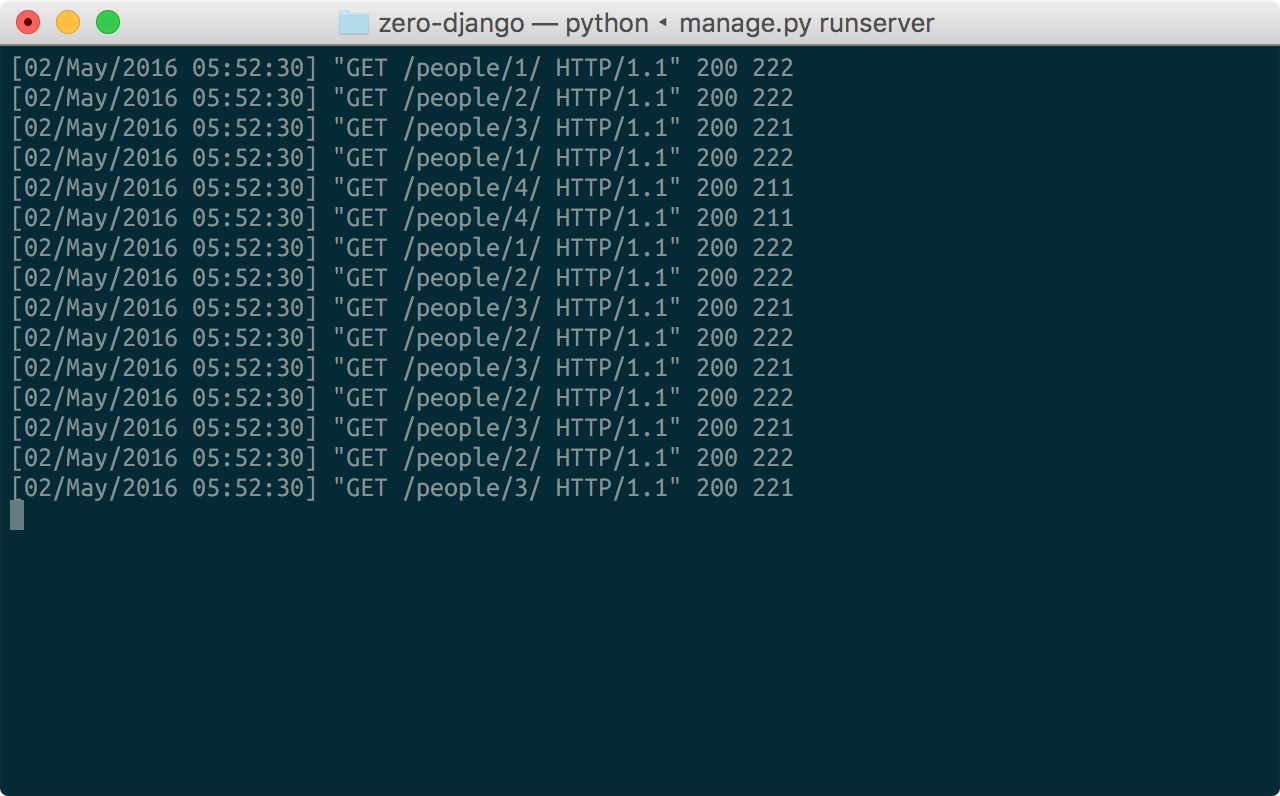 zero-django — python ◂ manage.py runserver
[02/May/2016 05:52:30] "GET /people/1/ HTTP/1.1" 200 222
[02/May/2016 05:52:30] "GET /people/2/ HTTP/1.1" 200 222
[02/May/2016 05:52:30] "GET /people/3/ HTTP/1.1" 200 221
[02/May/2016 05:52:30] "GET /people/1/ HTTP/1.1" 200 222
[02/May/2016 05:52:30] "GET /people/4/ HTTP/1.1" 200 211
[02/May/2016 05:52:30] "GET /people/4/ HTTP/1.1" 200 211
[02/May/2016 05:52:30] "GET /people/1/ HTTP/1.1" 200 222
[02/May/2016 05:52:30] "GET /people/2/ HTTP/1.1" 200 222
[02/May/2016 05:52:30] "GET /people/3/ HTTP/1.1" 200 221
[02/May/2016 05:52:30] "GET /people/2/ HTTP/1.1" 200 222
[02/May/2016 05:52:30] "GET /people/3/ HTTP/1.1" 200 221
[02/May/2016 05:52:30] "GET /people/2/ HTTP/1.1" 200 222
[02/May/2016 05:52:30] "GET /people/3/ HTTP/1.1" 200 221
[02/May/2016 05:52:30] "GET /people/2/ HTTP/1.1" 200 222
[02/May/2016 05:52:30] "GET /people/3/ HTTP/1.1" 200 221